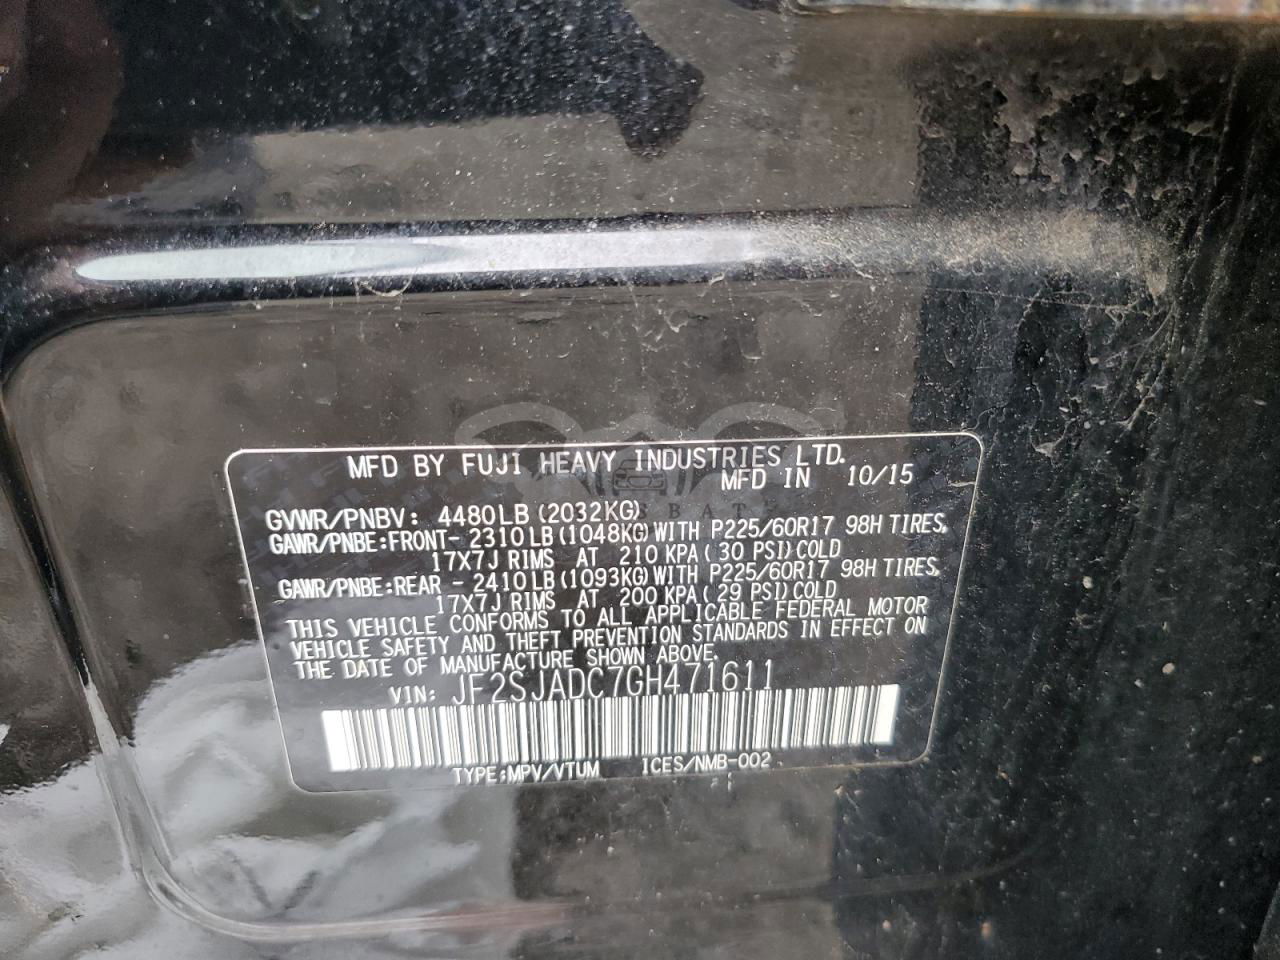 MFD BY FUJI HEAVY INDUSTRIES LTD.
MFD IN 10/15
GVWR/PNBV: 4480LB(2032KG)
GAWR/PNBE:FRONT- 2310LB(1048KG)WITH P225/60R17 98H TIRES,
17X7J RIMS AT 210 KPA(30 PSI)COLD
GAWR/PNBE:REAR - 2410LB(1093KG)WITH P225/60R17 98H TIRES,
17X7J RIMS AT 200 KPA(29 PSI)COLD
THIS VEHICLE CONFORMS TO ALL APPLICABLE FEDERAL MOTOR
VEHICLE SAFETY AND THEFT PREVENTION STANDARDS IN EFFECT ON
THE DATE OF MANUFACTURE SHOWN ABOVE.
VIN: JF2SJADC7GH471611
TYPE:MPV/VTUM ICES/NMB-002